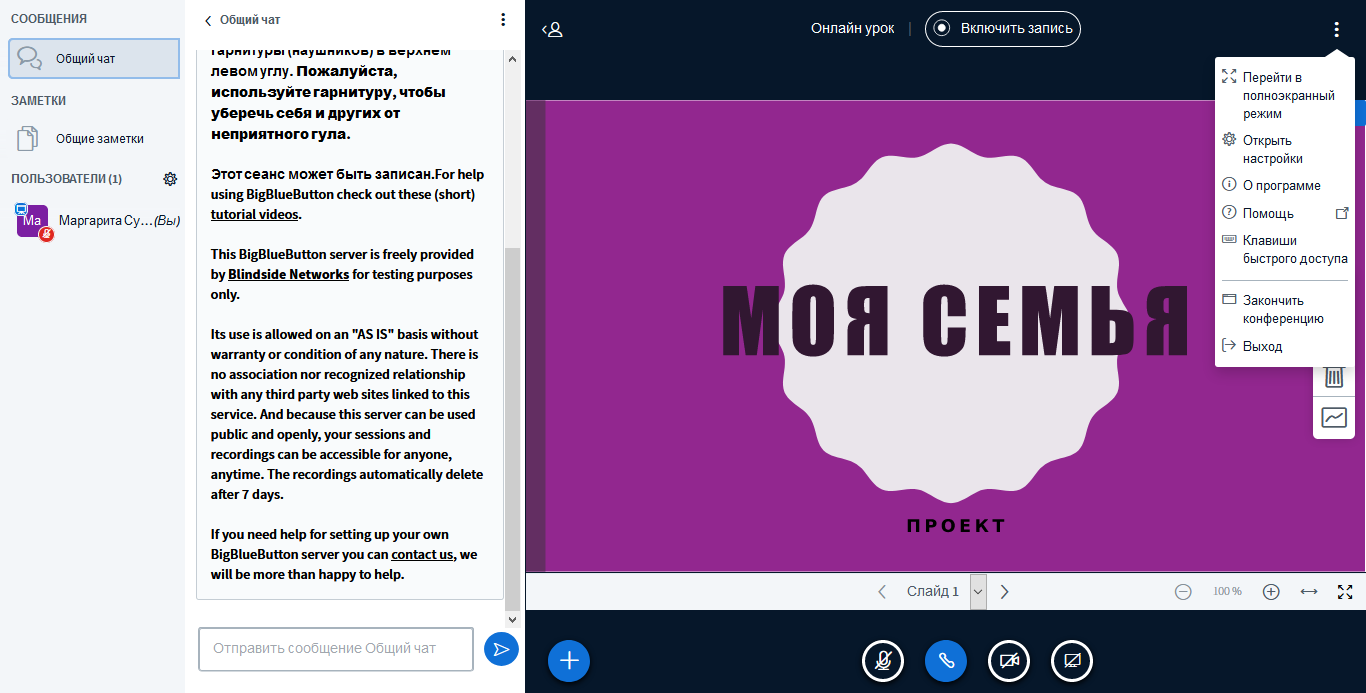 СООБЩЕНИЯ
Общий чат
ЗАМЕТКИ
Общие заметки
ПОЛЬЗОВАТЕЛИ (1)
Ma
Маргарита Су...(Вы)
Общий чат
гарнитуры (наушников) в верхнем
левом углу. Пожалуйста,
используйте гарнитуру, чтобы
уберечь себя и других от
неприятного гула.
Этот сеанс может быть записан.For help
using BigBlueButton check out these (short)
tutorial videos.
This BigBlueButton server is freely provided
by Blindside Networks for testing purposes
only.
Its use is allowed on an "AS IS" basis without
warranty or condition of any nature. There is
no association nor recognized relationship
with any third party web sites linked to this
service. And because this server can be used
public and openly, your sessions and
recordings can be accessible for anyone,
anytime. The recordings automatically delete
after 7 days.
If you need help for setting up your own
BigBlueButton server you can contact us, we
will be more than happy to help.
Отправить сообщение Общий чат
Онлайн урок
Включить запись
Перейти в
полноэкранный
режим
Открыть
настройки
О программе
Помощь
Клавиши
быстрого доступа
Закончить
конференцию
Выход
МОЯ СЕМЬЯ
ПРОЕКТ
Слайд 1
100 %